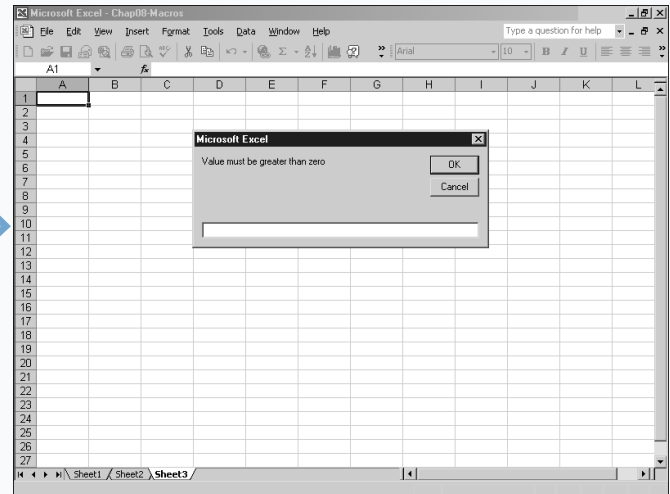 Microsoft Excel - Chap08-Macros
File Edit View Insert Format Tools Data Window Help
Type a question for help
Arial
10
B I U
A1
fx
A B C D E F G H I J K L
1
2
3
4
5
6
7
8
9
10
11
12
13
14
15
16
17
18
19
20
21
22
23
24
25
26
27
Microsoft Excel
Value must be greater than zero
OK
Cancel
Sheet1 Sheet2 Sheet3